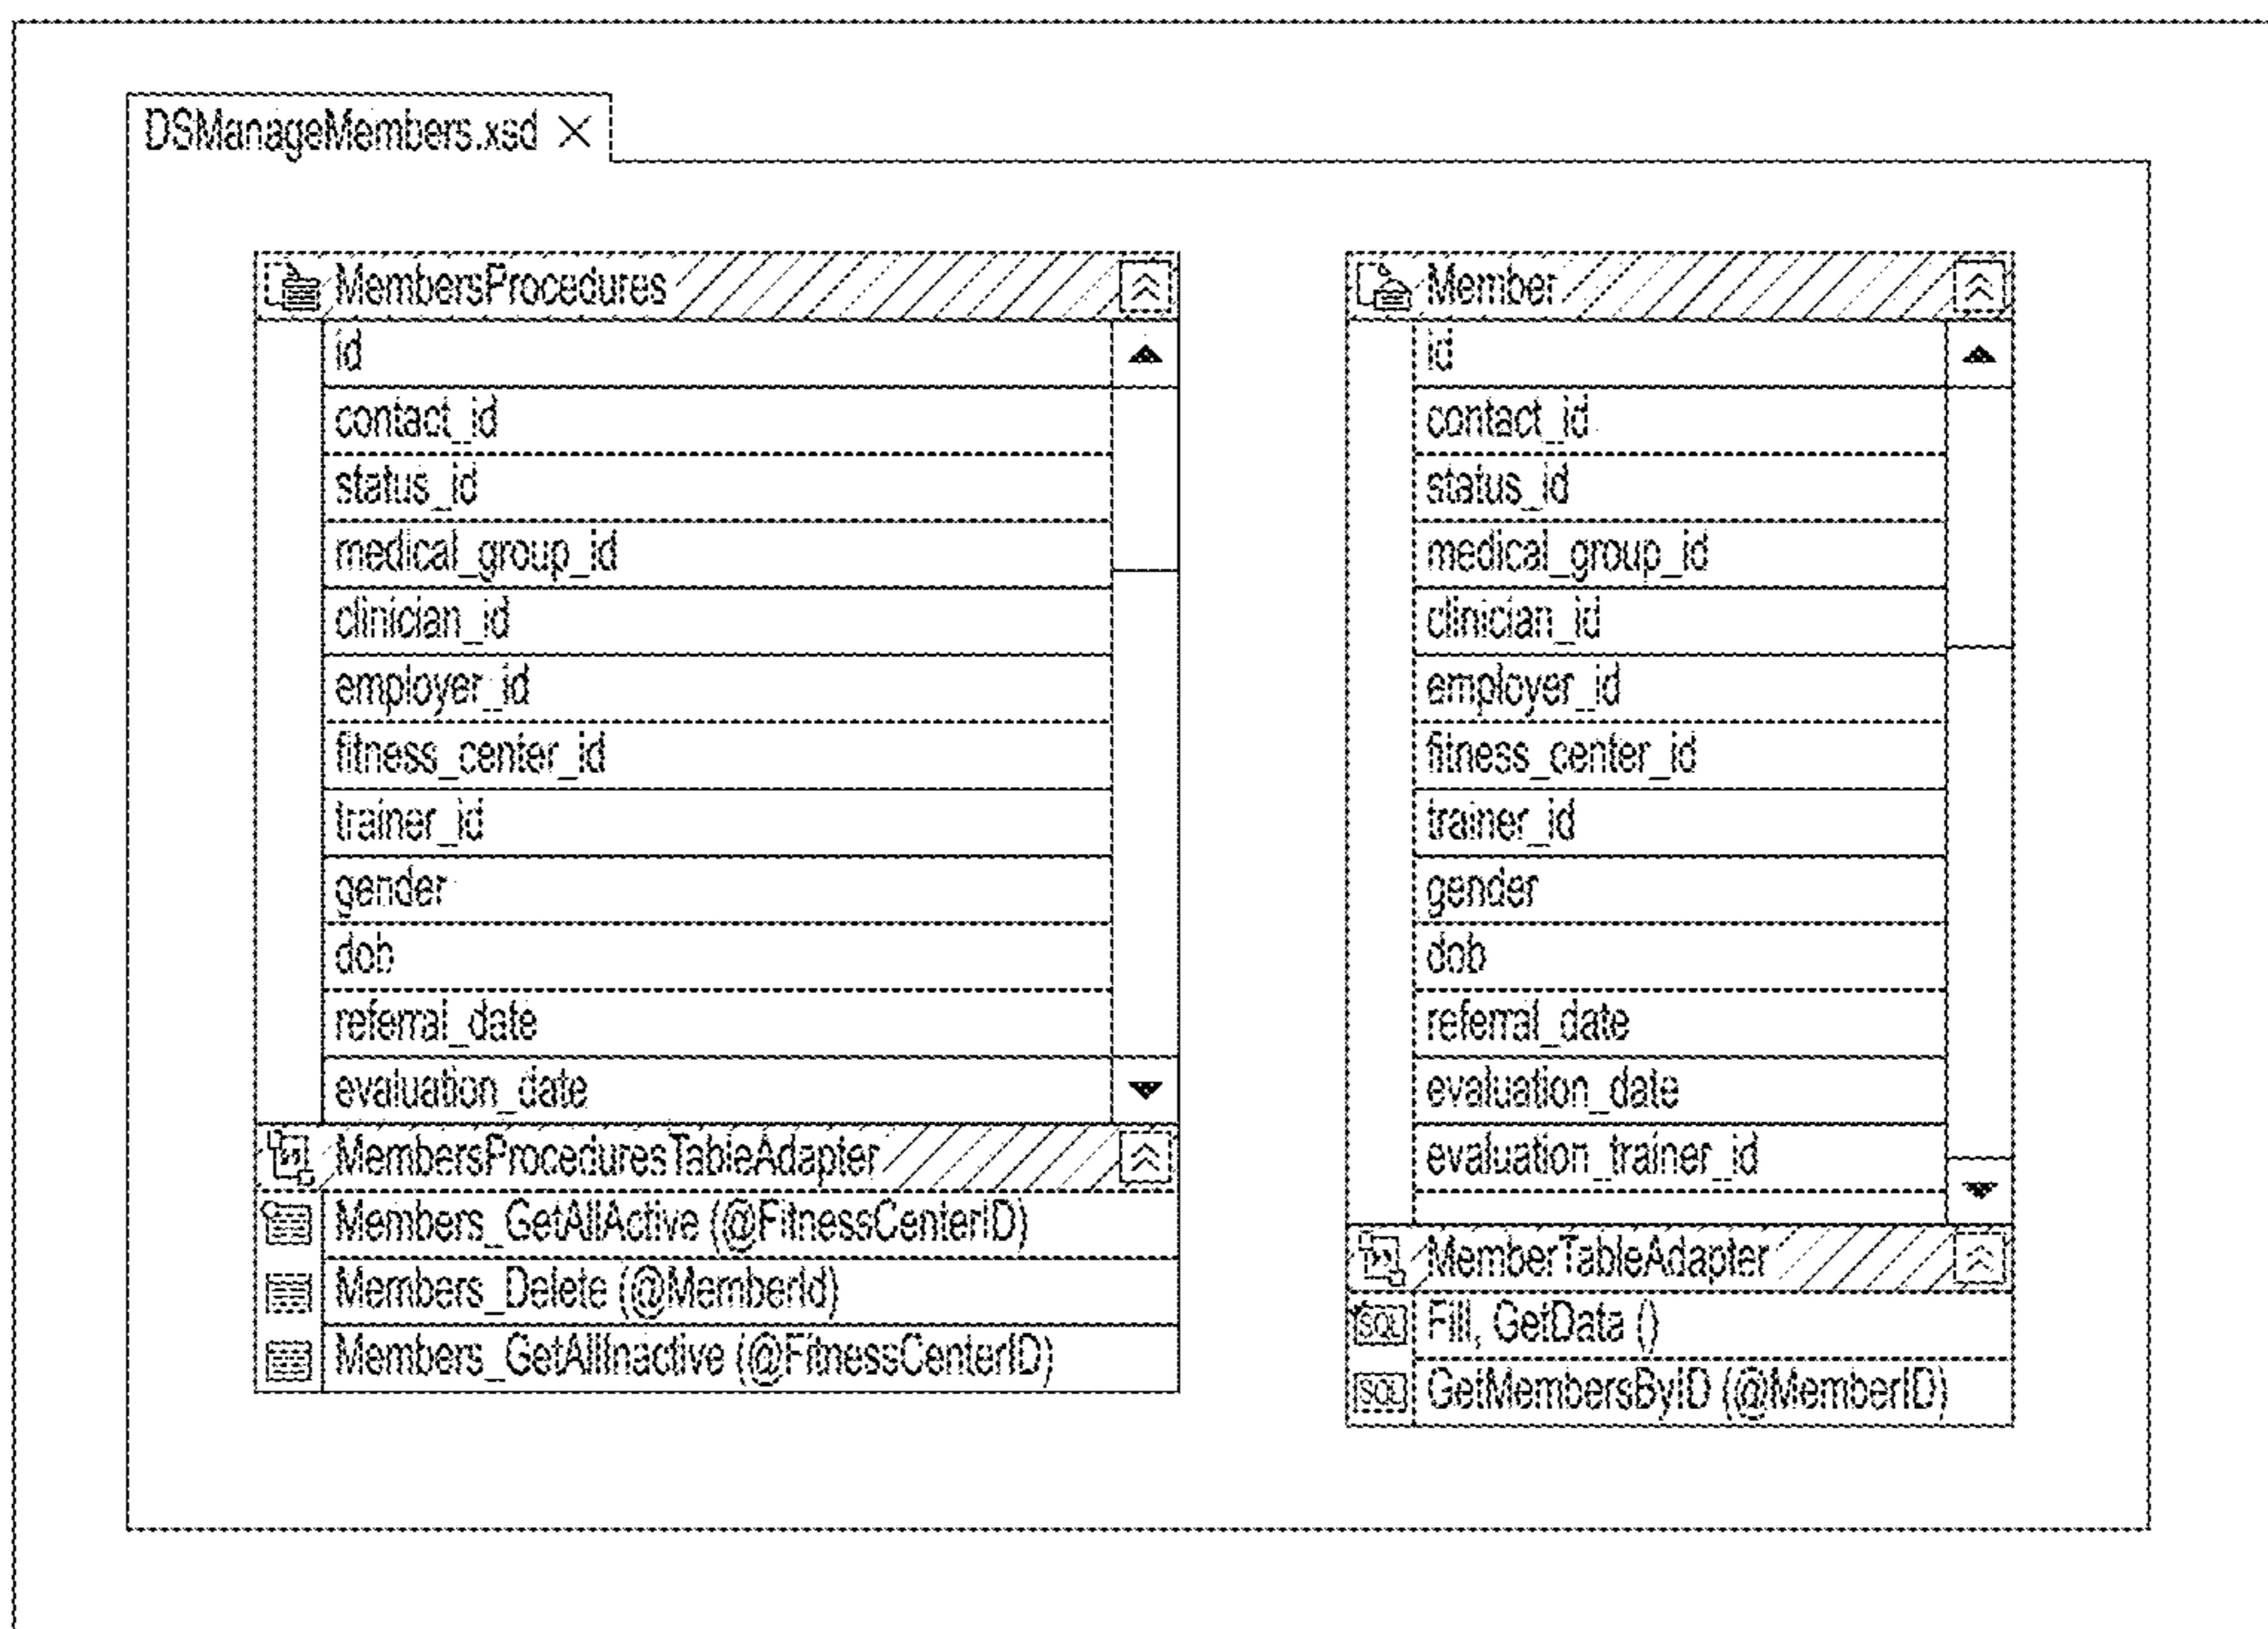 DSManageMembers.xsd
MembersProcedures
id
contact_id
status_id
medical_group_id
clinician_id
employer_id
fitness_center_id
trainer_id
gender
dob
referral_date
evaluation_date
MembersProceduresTableAdapter
Members_GetAllActive (@FitnessCenterID)
Members_Delete (@MemberId)
Members_GetAllInactive (@FitnessCenterID)
Member
id
contact_id
status_id
medical_group_id
clinician_id
employer_id
fitness_center_id
trainer_id
gender
dob
referral_date
evaluation_date
evaluation_trainer_id
MemberTableAdapter
SQL Fill, GetData ()
SQL GetMembersByID (@MemberID)